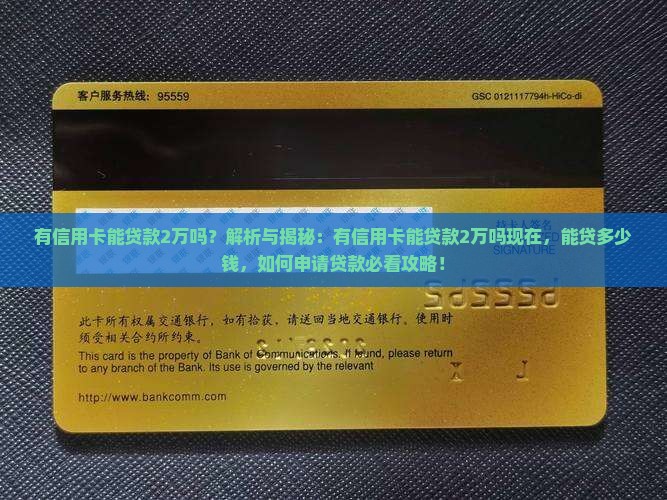 客户服务热线：95559
GSC 0121117794h-HiCo-di
有信用卡能贷款2万吗？解析与揭秘：有信用卡能贷款2万吗现在，能贷多少
钱，如何申请贷款必看攻略！
SIGNATURE
此卡所有权属交通银行，如有拾获，请送回当地交通银行。使用时
须受相关合约所约束。
This card is the property of Bank of Communications. If found, please return
to any branch of the Bank. Its use is governed by the relevant
http://www.bankcomm.com